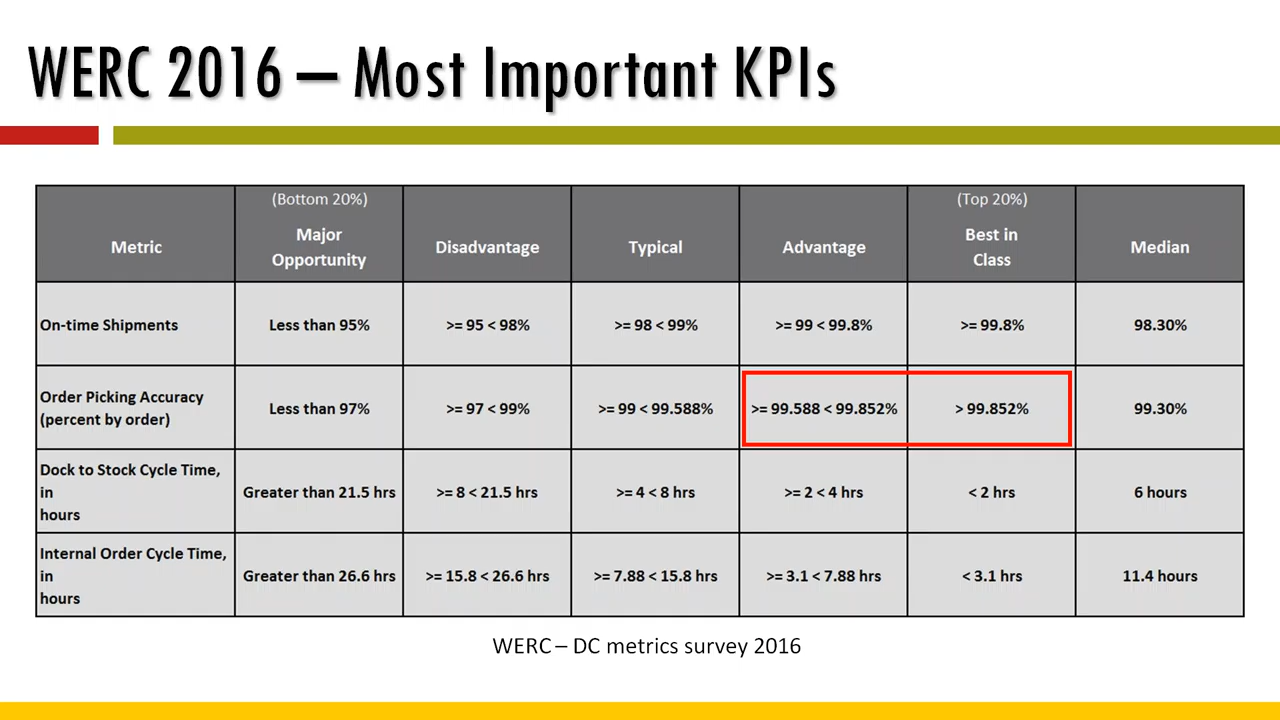 WERC 2016 – Most Important KPIs
Metric
(Bottom 20%)
Major
Opportunity
Disadvantage
Typical
Advantage
(Top 20%)
Best in
Class
Median
On-time Shipments
Less than 95%
>= 95 < 98%
>= 98 < 99%
>= 99 < 99.8%
>= 99.8%
98.30%
Order Picking Accuracy
(percent by order)
Less than 97%
>= 97 < 99%
>= 99 < 99.588%
>= 99.588 < 99.852%
> 99.852%
99.30%
Dock to Stock Cycle Time,
in
hours
Greater than 21.5 hrs
>= 8 < 21.5 hrs
>= 4 < 8 hrs
>= 2 < 4 hrs
< 2 hrs
6 hours
Internal Order Cycle Time,
in
hours
Greater than 26.6 hrs
>= 15.8 < 26.6 hrs
>= 7.88 < 15.8 hrs
>= 3.1 < 7.88 hrs
< 3.1 hrs
11.4 hours
WERC – DC metrics survey 2016